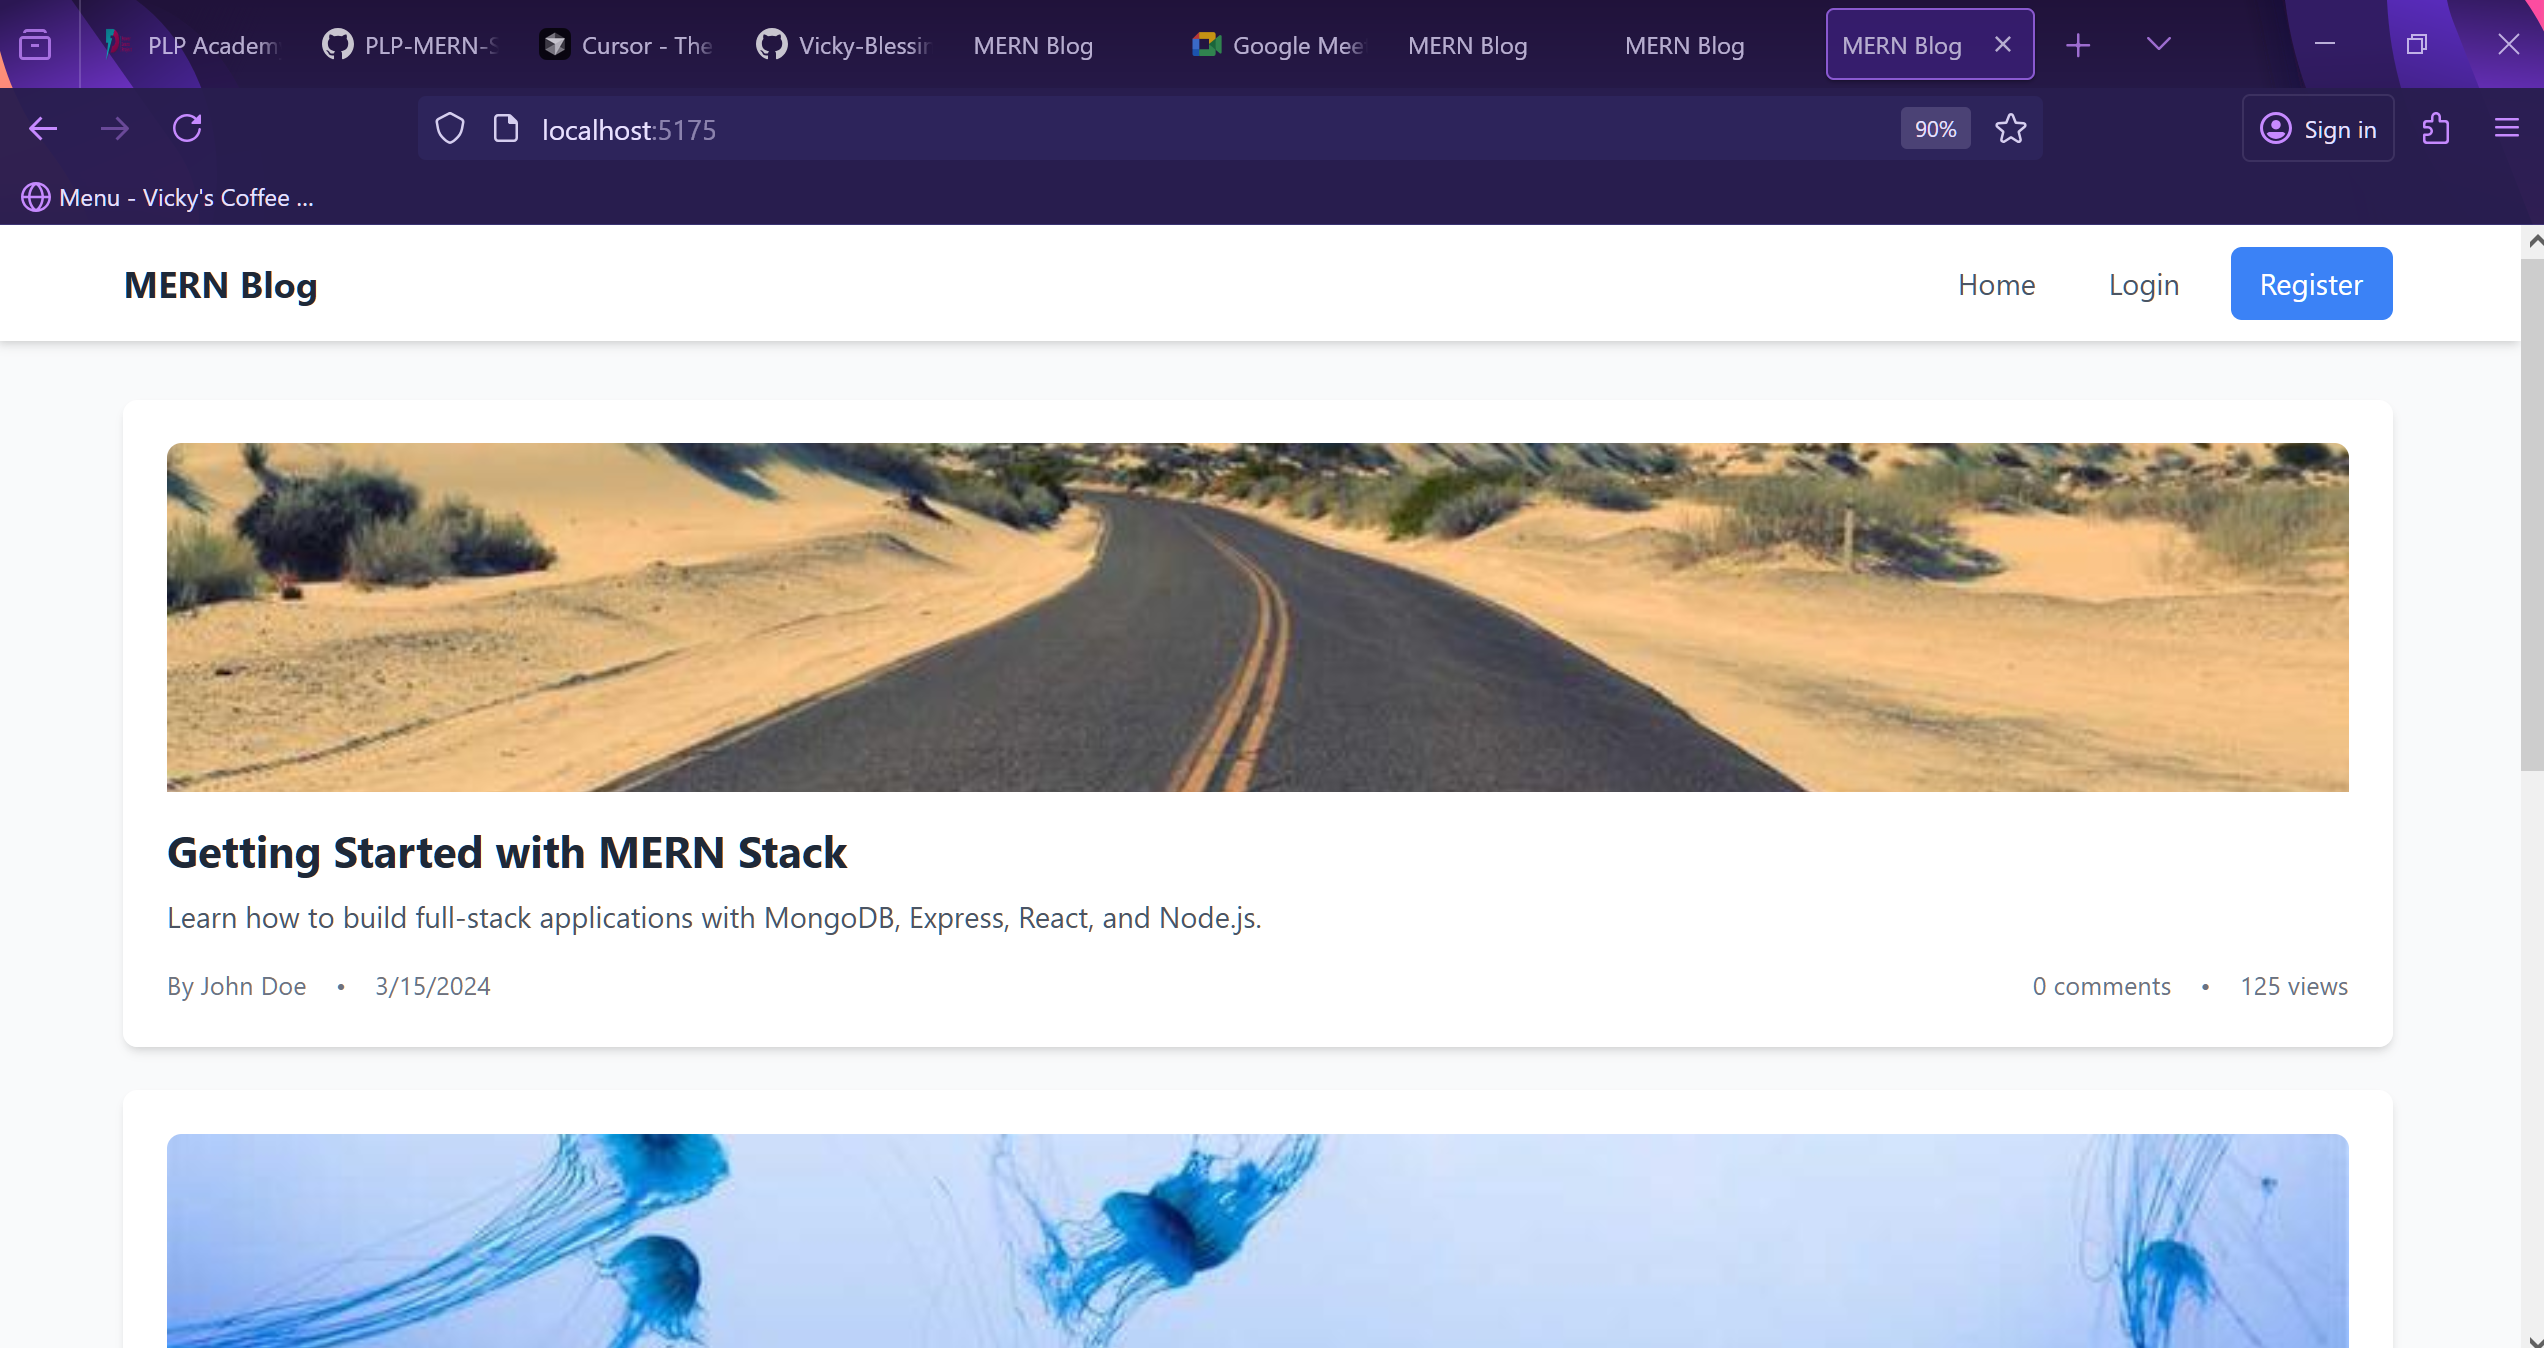 PLP Academ
PLP-MERN-S
Cursor - The
Vicky-Blessin
MERN Blog
Google Mee
MERN Blog
MERN Blog
MERN Blog
localhost:5175
90%
Sign in
Menu - Vicky's Coffee ...
MERN Blog
Home
Login
Register
Getting Started with MERN Stack
Learn how to build full-stack applications with MongoDB, Express, React, and Node.js.
By John Doe • 3/15/2024
0 comments • 125 views